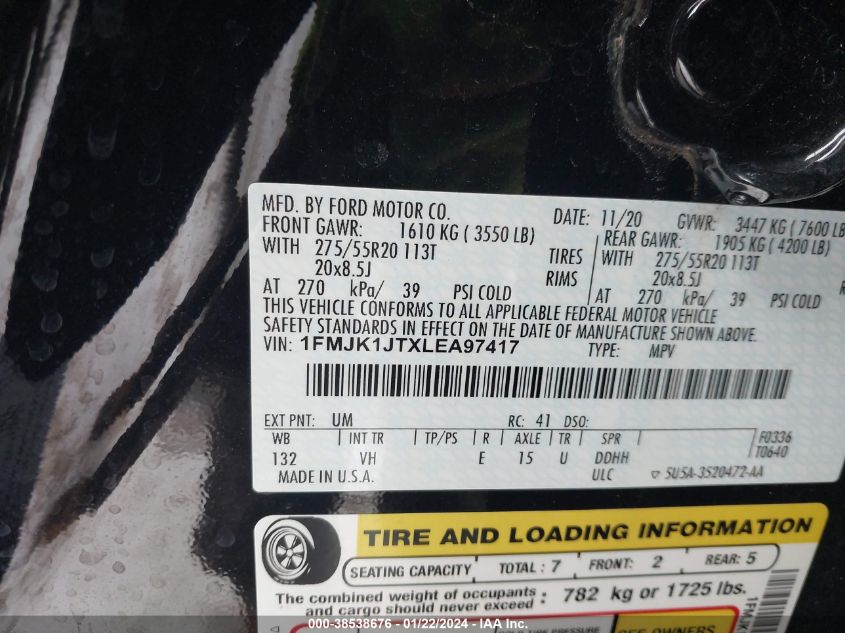 MFD. BY FORD MOTOR CO. DATE: 11/20 GVWR: 3447 KG ( 7600 LB
FRONT GAWR: 1610 KG ( 3550 LB) REAR GAWR: 1905 KG ( 4200 LB)
WITH 275/55R20 113T TIRES WITH 275/55R20 113T
20x8.5J RIMS 20x8.5J
AT 270 kPa/ 39 PSI COLD AT 270 kPa/ 39 PSI COLD
THIS VEHICLE CONFORMS TO ALL APPLICABLE FEDERAL MOTOR VEHICLE
SAFETY STANDARDS IN EFFECT ON THE DATE OF MANUFACTURE SHOWN ABOVE.
VIN: 1FMJK1JTXLEA97417 TYPE: MPV
EXT PNT: UM RC: 41 DSO:
WB INT TR TP/PS R AXLE TR SPR F0336
132 VH E 15 U DDHH T0640
MADE IN U.S.A. ULC SU5A-3520472-AA
TIRE AND LOADING INFORMATION
SEATING CAPACITY TOTAL : 7 FRONT: 2 REAR: 5
The combined weight of occupants and cargo should never exceed : 782 kg or 1725 lbs.
SEE OWNERS
1FMJK
000-38538676 - 01/22/2024 - IAA Inc.